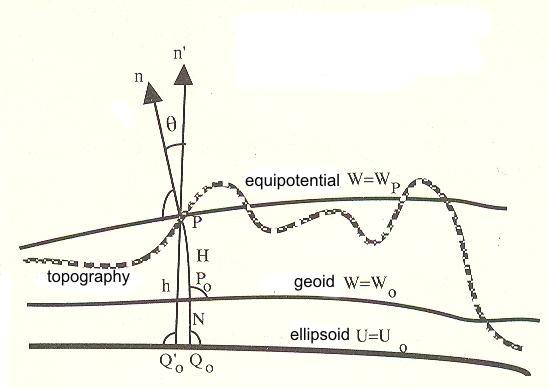 n'
n
θ
equipotential W=W_P
P
topography
H
h
P_o
geoid W=W_o
N
ellipsoid U=U_o
Q'_o Q_o